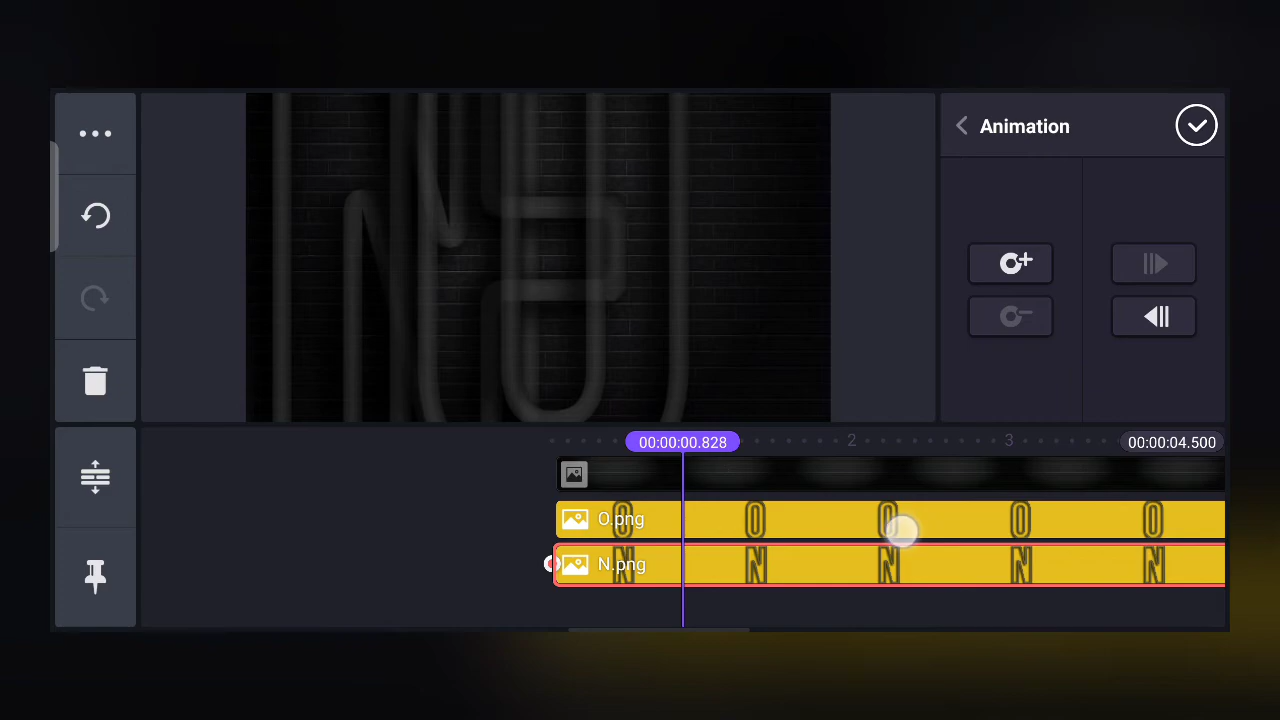 Animation
00:00:00.828
2
3
00:00:04.500
O.png
O O O O O
N.png
N N N N N